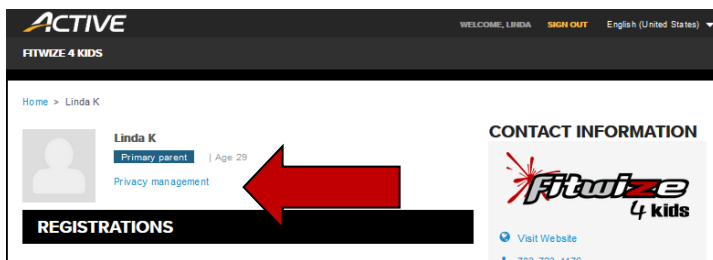 ACTIVE
WELCOME, LINDA SIGN OUT English (United States)
FITWIZE 4 KIDS
Home > Linda K
Linda K
Primary parent | Age 29
Privacy management
REGISTRATIONS
CONTACT INFORMATION
Fitwize
4 kids
Visit Website